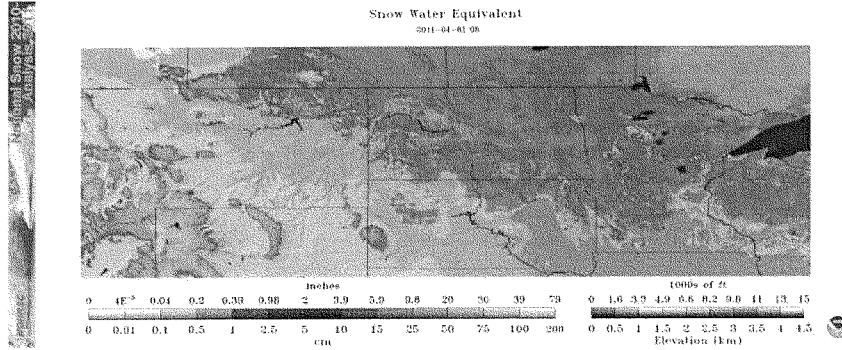 National Snow 2010-
Analysis, 2011
Snow Water Equivalent
2011-04-01 06
inches
0 4E⁻³ 0.04 0.2 0.39 0.98 2 3.9 5.9 9.8 20 30 39 79
0 0.01 0.1 0.5 1 2.5 5 10 15 25 50 75 100 200
cm
1000s of ft
0 1.6 3.3 4.9 6.6 8.2 9.8 11 13 15
0 0.5 1 1.5 2 2.5 3 3.5 4 4.5
Elevation (km)